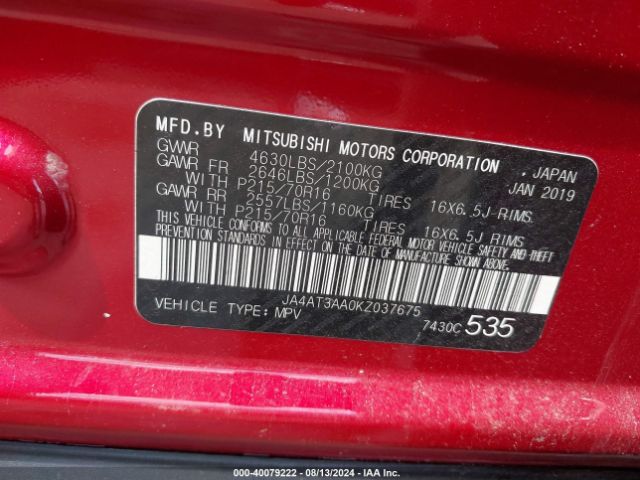 MFD.BY MITSUBISHI MOTORS CORPORATION , JAPAN
GVWR 4630LBS/2100KG JAN 2019
GAWR FR 2646LBS/1200KG
WITH P215/70R16 TIRES 16X6.5J RIMS
GAWR RR 2557LBS/1160KG
WITH P215/70R16 TIRES 16X6.5J RIMS
THIS VEHICLE CONFORMS TO ALL APPLICABLE FEDERAL MOTOR VEHICLE SAFETY AND THEFT
PREVENTION STANDARDS IN EFFECT ON THE DATE OF MANUFACTURE SHOWN ABOVE.
JA4AT3AA0KZ037675
VEHICLE TYPE:MPV 7430C 535
000-40079222 - 08/13/2024 - IAA Inc.